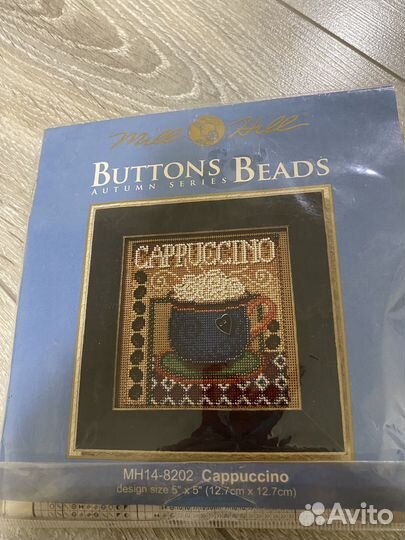 Mill Hill
BUTTONS BEADS
AUTUMN SERIES
CAPPUCCINO
MH14-8202 Cappuccino
design size 5" x 5" (12.7cm x 12.7cm)
Avito